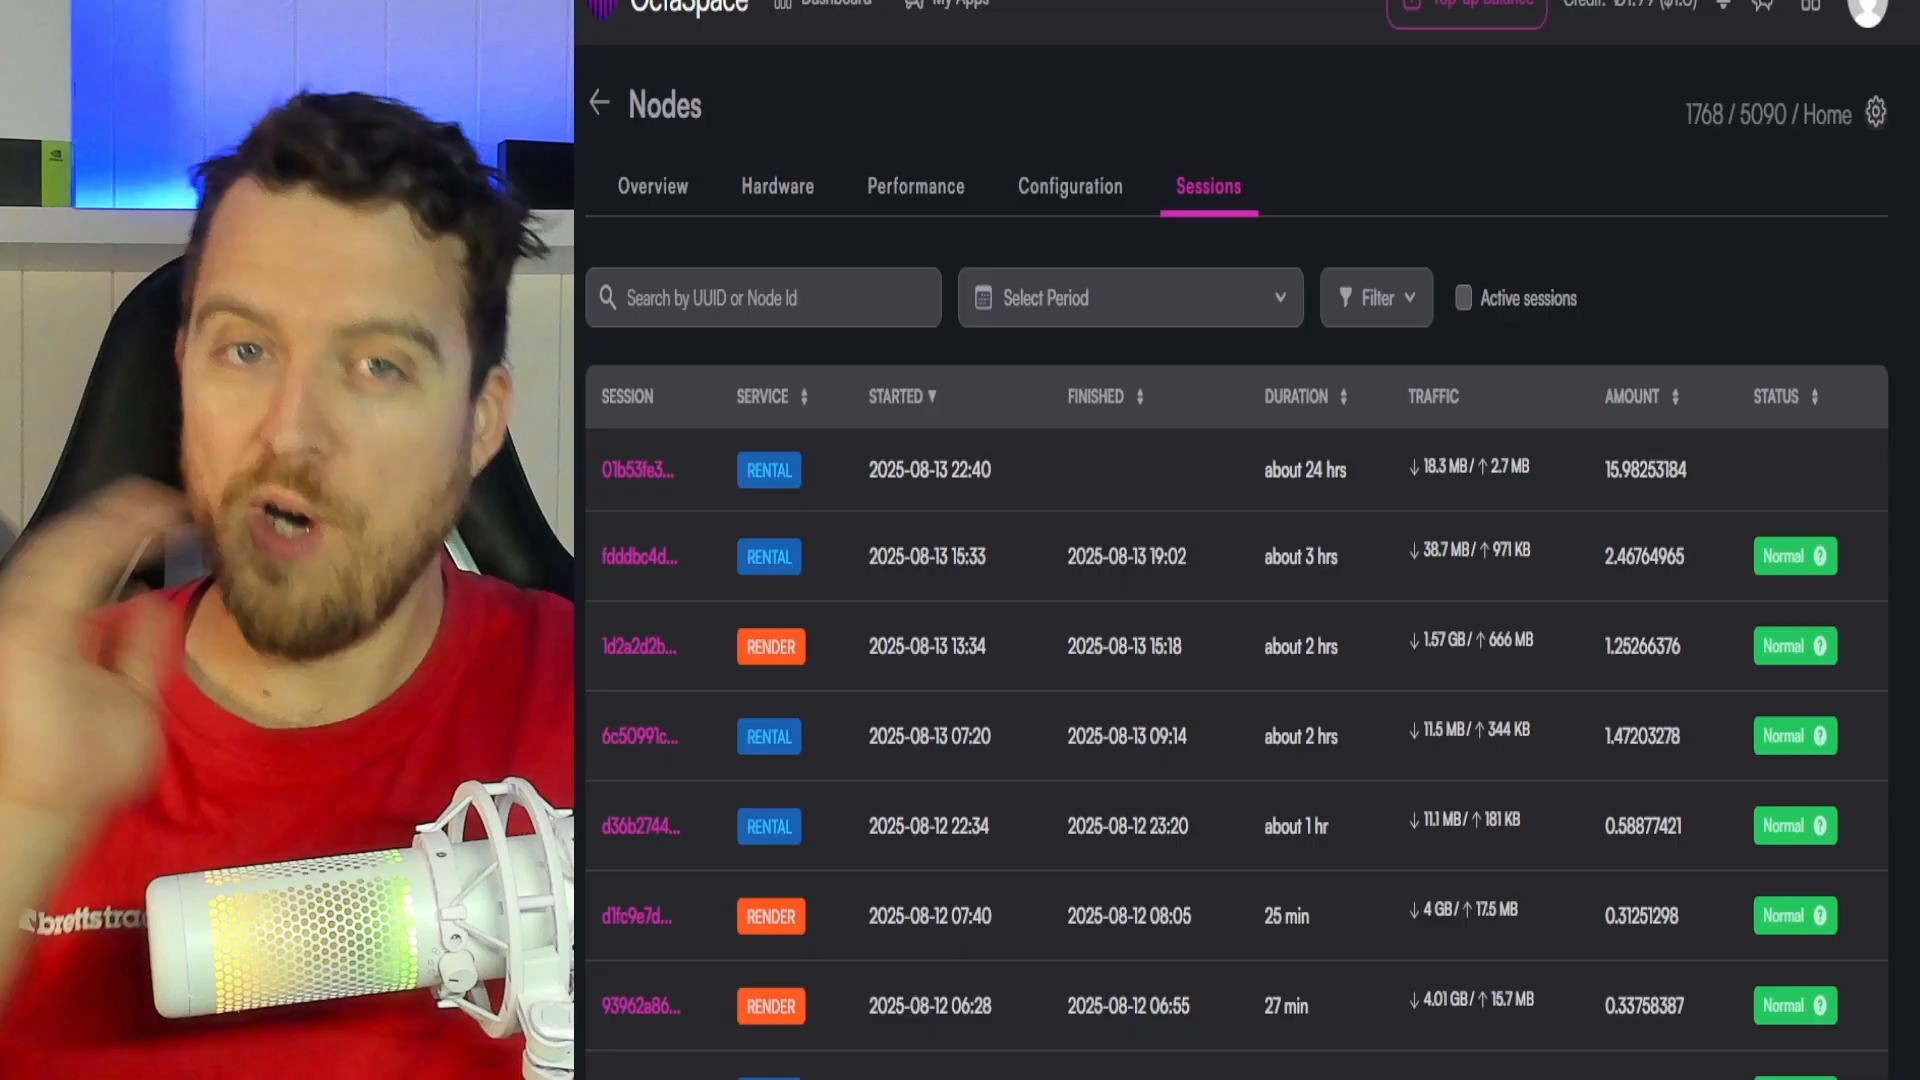 OctaSpace
Dashboard
My Apps
Top-up Balance
Nodes
1768 / 5090 / Home
Overview
Hardware
Performance
Configuration
Sessions
Search by UUID or Node Id
Select Period
Filter
Active sessions
SESSION SERVICE STARTED FINISHED DURATION TRAFFIC AMOUNT STATUS
01b53fe3... RENTAL 2025-08-13 22:40 about 24 hrs ↓ 18.3 MB / ↑ 2.7 MB 15.98253184
fdddbc4d... RENTAL 2025-08-13 15:33 2025-08-13 19:02 about 3 hrs ↓ 38.7 MB / ↑ 971 KB 2.46764965 Normal ?
1d2a2d2b... RENDER 2025-08-13 13:34 2025-08-13 15:18 about 2 hrs ↓ 1.57 GB / ↑ 666 MB 1.25266376 Normal ?
6c50991c... RENTAL 2025-08-13 07:20 2025-08-13 09:14 about 2 hrs ↓ 11.5 MB / ↑ 344 KB 1.47203278 Normal ?
d36b2744... RENTAL 2025-08-12 22:34 2025-08-12 23:20 about 1 hr ↓ 11.1 MB / ↑ 181 KB 0.58877421 Normal ?
d1fc9e7d... RENDER 2025-08-12 07:40 2025-08-12 08:05 25 min ↓ 4 GB / ↑ 17.5 MB 0.31251298 Normal ?
93962a86... RENDER 2025-08-12 06:28 2025-08-12 06:55 27 min ↓ 4.01 GB / ↑ 15.7 MB 0.33758387 Normal ?